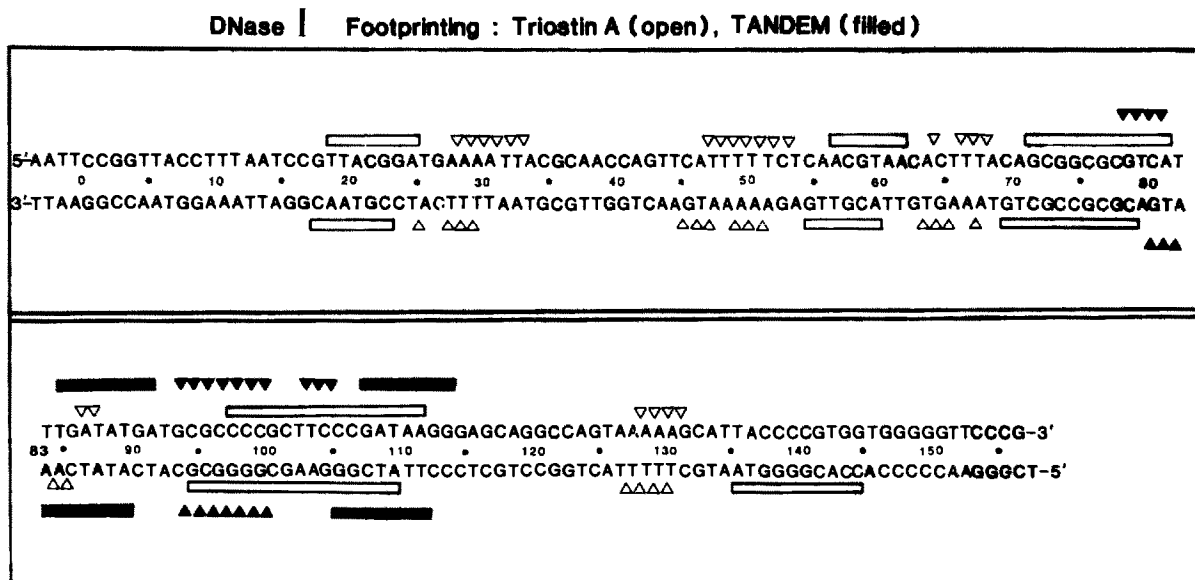 DNase I Footprinting : Triostin A (open), TANDEM (filled)
5'-AATTCCGGTTACCTTTAATCCGTTACGGATGAAAATTACGCAACCAGTTCATTTTTCTCAACGTAACACTTTACAGCGGCGCGTCAT
0 • 10 • 20 • 30 • 40 • 50 • 60 • 70 • 80
3'-TTAAGGCCAATGGAAATTAGGCAATGCCTACTTTTAATGCGTTGGTCAAGTAAAAAGAGTTGCATTGTGAAATGTCGCCGCGCAGTA
TTGATATGATGCGCCCCGCTTCCCGATAAGGGAGCAGGCCAGTAAAAAGCATTACCCCGTGGTGGGGGTTCCCG-3'
83 • 90 • 100 • 110 • 120 • 130 • 140 • 150 •
AACTATACTACGCGGGGCGAAGGGCTATTCCCTCGTCCGGTCATTTTTCGTAATGGGGCACCACCCCCAAGGGCT-5'